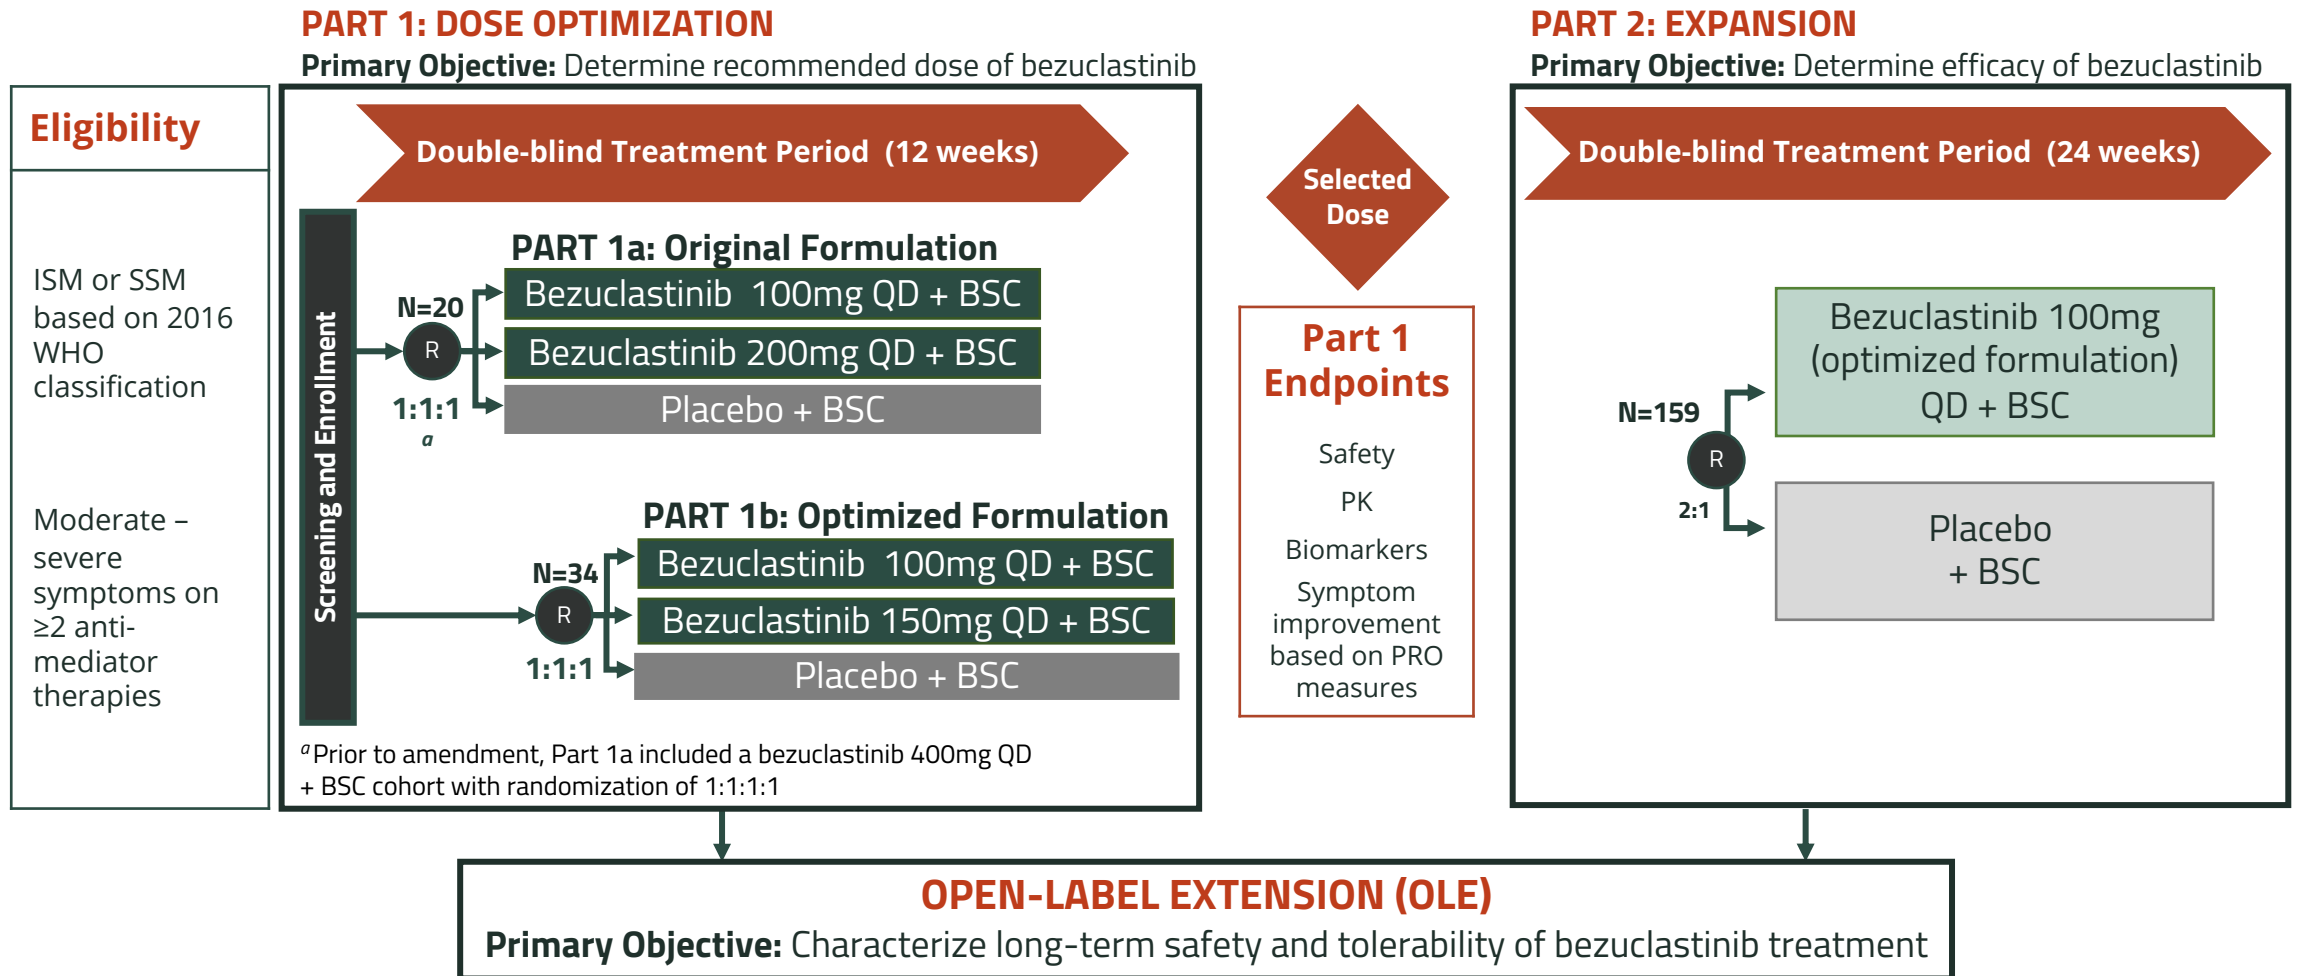 PART 1: DOSE OPTIMIZATION
Primary Objective: Determine recommended dose of bezuclastinib
PART 2: EXPANSION
Primary Objective: Determine efficacy of bezuclastinib
Eligibility
ISM or SSM
based on 2016
WHO
classification
Moderate –
severe
symptoms on
≥2 anti-
mediator
therapies
Double-blind Treatment Period (12 weeks)
Screening and Enrollment
PART 1a: Original Formulation
N=20
R
1:1:1
a
Bezuclastinib 100mg QD + BSC
Bezuclastinib 200mg QD + BSC
Placebo + BSC
PART 1b: Optimized Formulation
N=34
R
1:1:1
Bezuclastinib 100mg QD + BSC
Bezuclastinib 150mg QD + BSC
Placebo + BSC
a Prior to amendment, Part 1a included a bezuclastinib 400mg QD
+ BSC cohort with randomization of 1:1:1:1
Selected
Dose
Part 1
Endpoints
Safety
PK
Biomarkers
Symptom
improvement
based on PRO
measures
Double-blind Treatment Period (24 weeks)
N=159
R
2:1
Bezuclastinib 100mg
(optimized formulation)
QD + BSC
Placebo
+ BSC
OPEN-LABEL EXTENSION (OLE)
Primary Objective: Characterize long-term safety and tolerability of bezuclastinib treatment